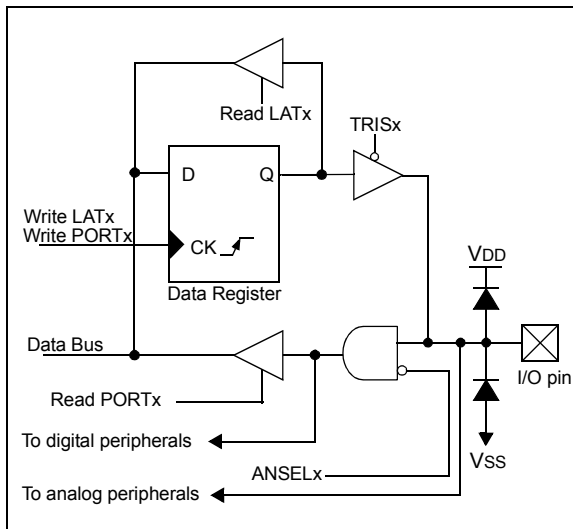 Read LATx
TRISx
D
Q
Write LATx
Write PORTx
CK
Data Register
VDD
Data Bus
I/O pin
Read PORTx
To digital peripherals
VSS
ANSELx
To analog peripherals